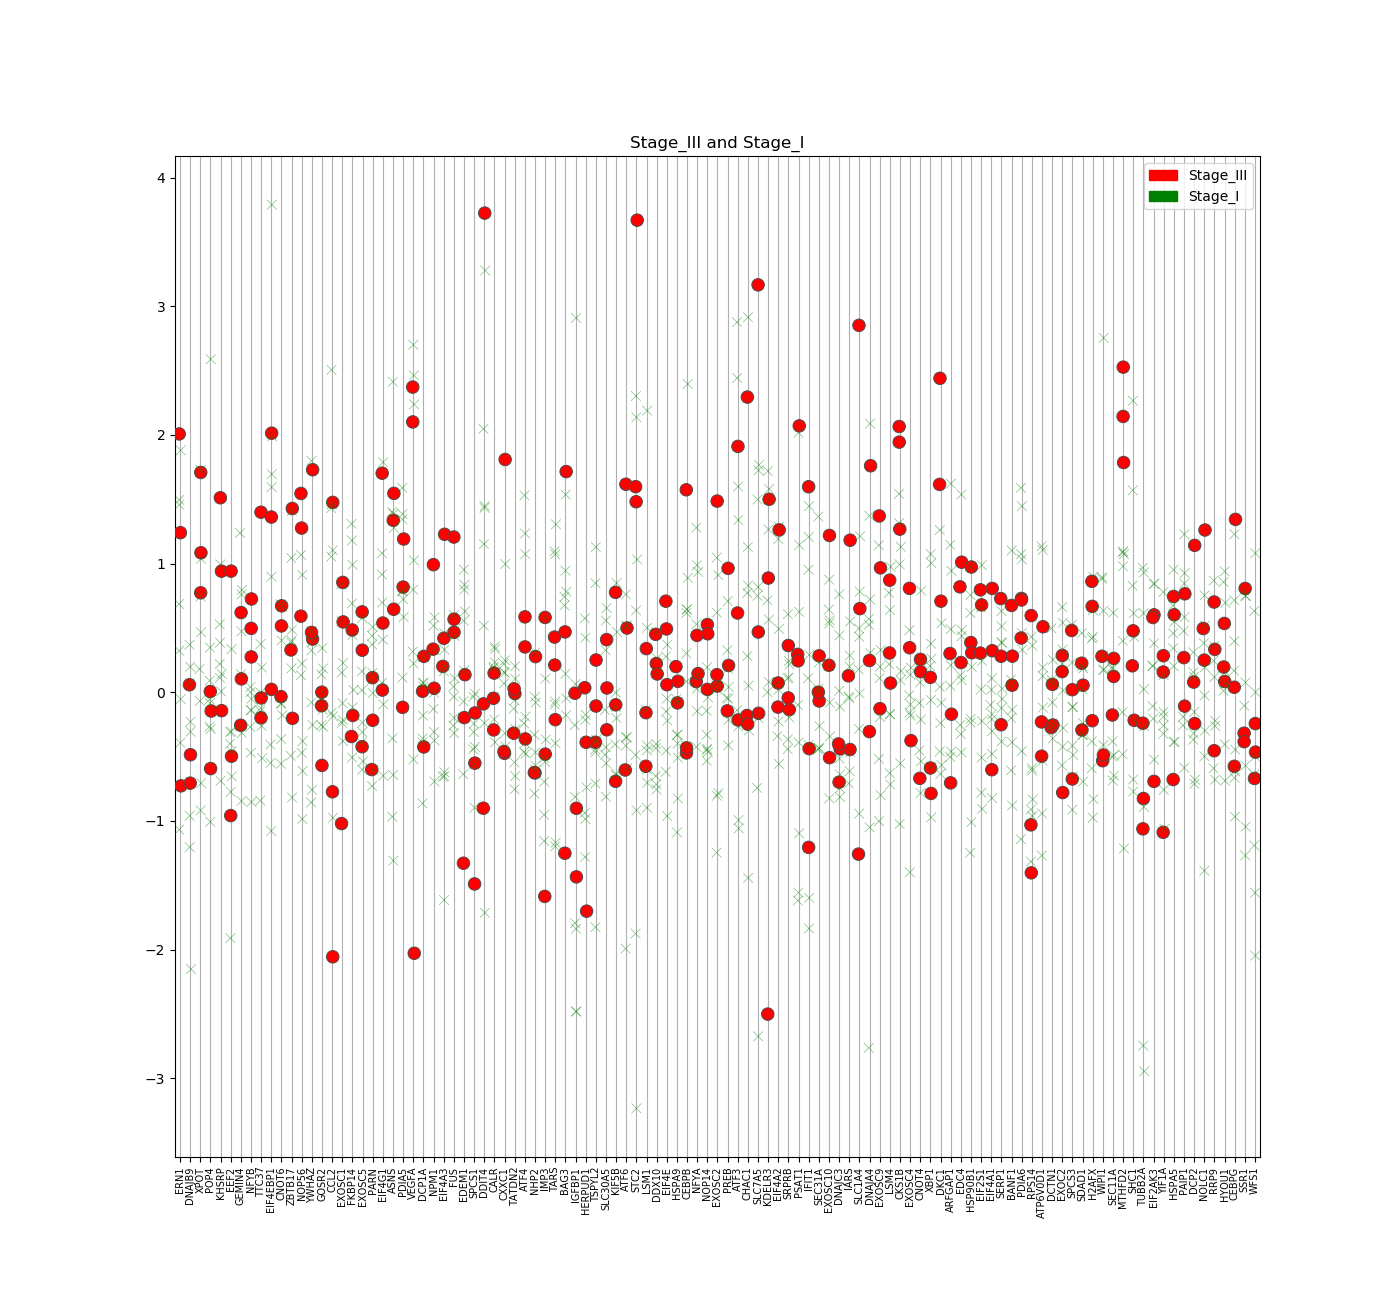 Stage_III and Stage_I
Stage_III
Stage_I
4
3
2
1
0
−1
−2
−3
ERN1
DNAJB9
XPOT
POP4
KHSRP
EEF2
GEMIN4
NFYB
TTC37
EIF4EBP1
CNOT6
ZBTB17
NOP56
YWHAZ
GOSR2
CCL2
EXOSC1
FKBP14
EXOSC5
PARN
EIF4G1
ASNS
PDIA5
VEGFA
DCP1A
NPM1
EIF4A3
FUS
EDEM1
SPCS1
DDIT4
CALR
CXXC1
TATDN2
ATF4
NHP2
IMP3
TARS
BAG3
IGFBP1
HERPUD1
TSPYL2
SLC30A5
KIF5B
ATF6
STC2
LSM1
DDX10
EIF4E
HSPA9
CEBPB
NFYA
NOP14
EXOSC2
PREB
ATF3
CHAC1
SLC7A5
KDELR3
EIF4A2
SRPRB
PSAT1
IFIT1
SEC31A
EXOSC10
DNAJC3
IARS
SLC1A4
DNAJA4
EXOSC9
LSM4
CKS1B
EXOSC4
CNOT4
XBP1
DKC1
ARFGAP1
EDC4
HSP90B1
EIF2S1
EIF4A1
SERP1
BANF1
PDIA6
RPS14
ATP6V0D1
DCTN1
EXOC2
SPCS3
SDAD1
H2AFX
WIPI1
SEC11A
MTHFD2
SHC1
TUBB2A
EIF2AK3
YIF1A
HSPA5
PAIP1
DCP2
NOLC1
RRP9
HYOU1
CEBPG
SSR1
WFS1